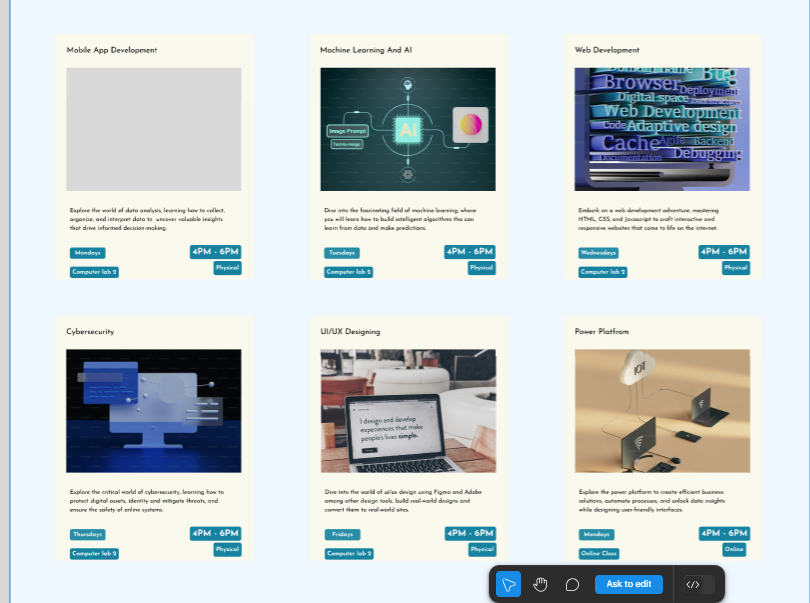 Mobile App Development
Explore the world of data analysis, learning how to collect,
organize, and interpret data to uncover valuable insights
that drive informed decision-making.
Mondays
4PM - 6PM
Computer lab 2
Physical
Machine Learning And AI
Image Prompt
Text-to-image
AI
Dive into the fascinating field of machine learning, where
you will learn how to build intelligent algorithms tha can
learn from data and make predictions.
Tuesdays
4PM - 6PM
Computer lab 2
Physical
Web Development
Domain name
Bug
Browser
Deployment
Digital space
Web Development
Code
Adaptive design
Agile
Backend
Cache
Documentation
Debugging
Embark on a web development adventure, mastering
HTML, CSS, and Javascript to craft interactive and
responsive websites that come to life on the internet.
Wednesdays
4PM - 6PM
Computer lab 2
Physical
Cybersecurity
Explore the critical world of cybersecurity, learning how to
protect digital assets, identity and mitigate threats, and
ensure the safety of online systems.
Thursdays
4PM - 6PM
Computer lab 2
Physical
UI/UX Designing
I design and develop
experiences that make
people's lives simple.
Dive into the world of ui/ux design using Figma and Adobe
among other design tools, build real-world designs and
convert them to real-world sites.
Fridays
4PM - 6PM
Computer lab 2
Physical
Power Platfrom
IOT
Explore the power platform to create efficient business
solutions, automate processes, and unlock data insights
while designing user-friendly interfaces.
Mondays
4PM - 6PM
Online Class
Online
Ask to edit